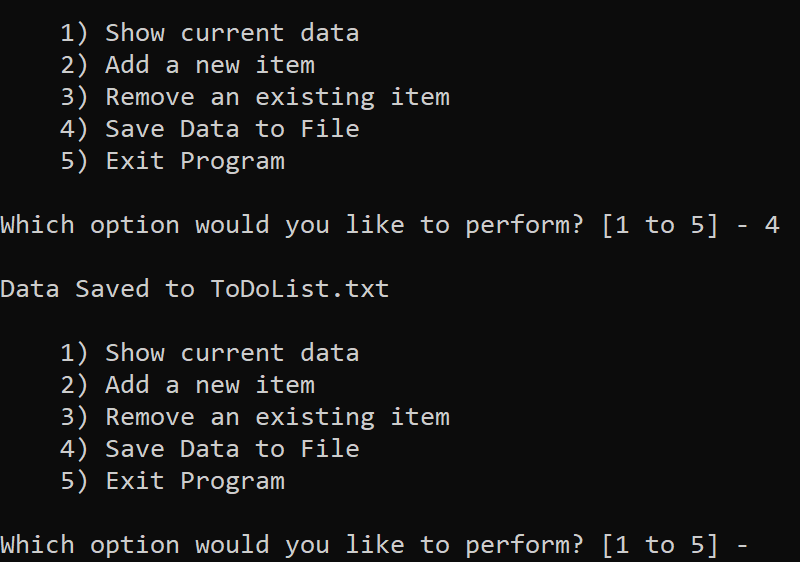 1) Show current data
2) Add a new item
3) Remove an existing item
4) Save Data to File
5) Exit Program
Which option would you like to perform? [1 to 5] - 4
Data Saved to ToDoList.txt
1) Show current data
2) Add a new item
3) Remove an existing item
4) Save Data to File
5) Exit Program
Which option would you like to perform? [1 to 5] -